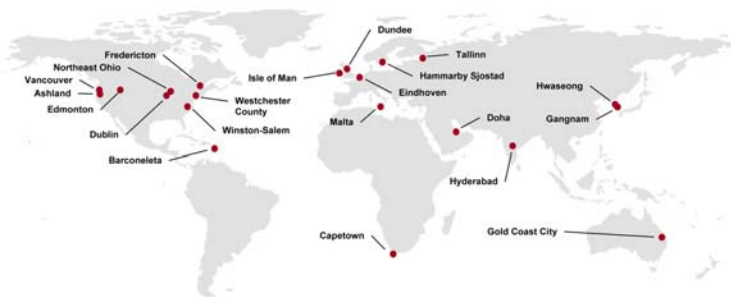 Dundee
Fredericton
Tallinn
Northeast Ohio
Isle of Man
Hammarby Sjostad
Vancouver
Hwaseong
Ashland
Eindhoven
Westchester
County
Edmonton
Malta
Doha
Gangnam
Dublin
Winston-Salem
Barconeleta
Hyderabad
Capetown
Gold Coast City